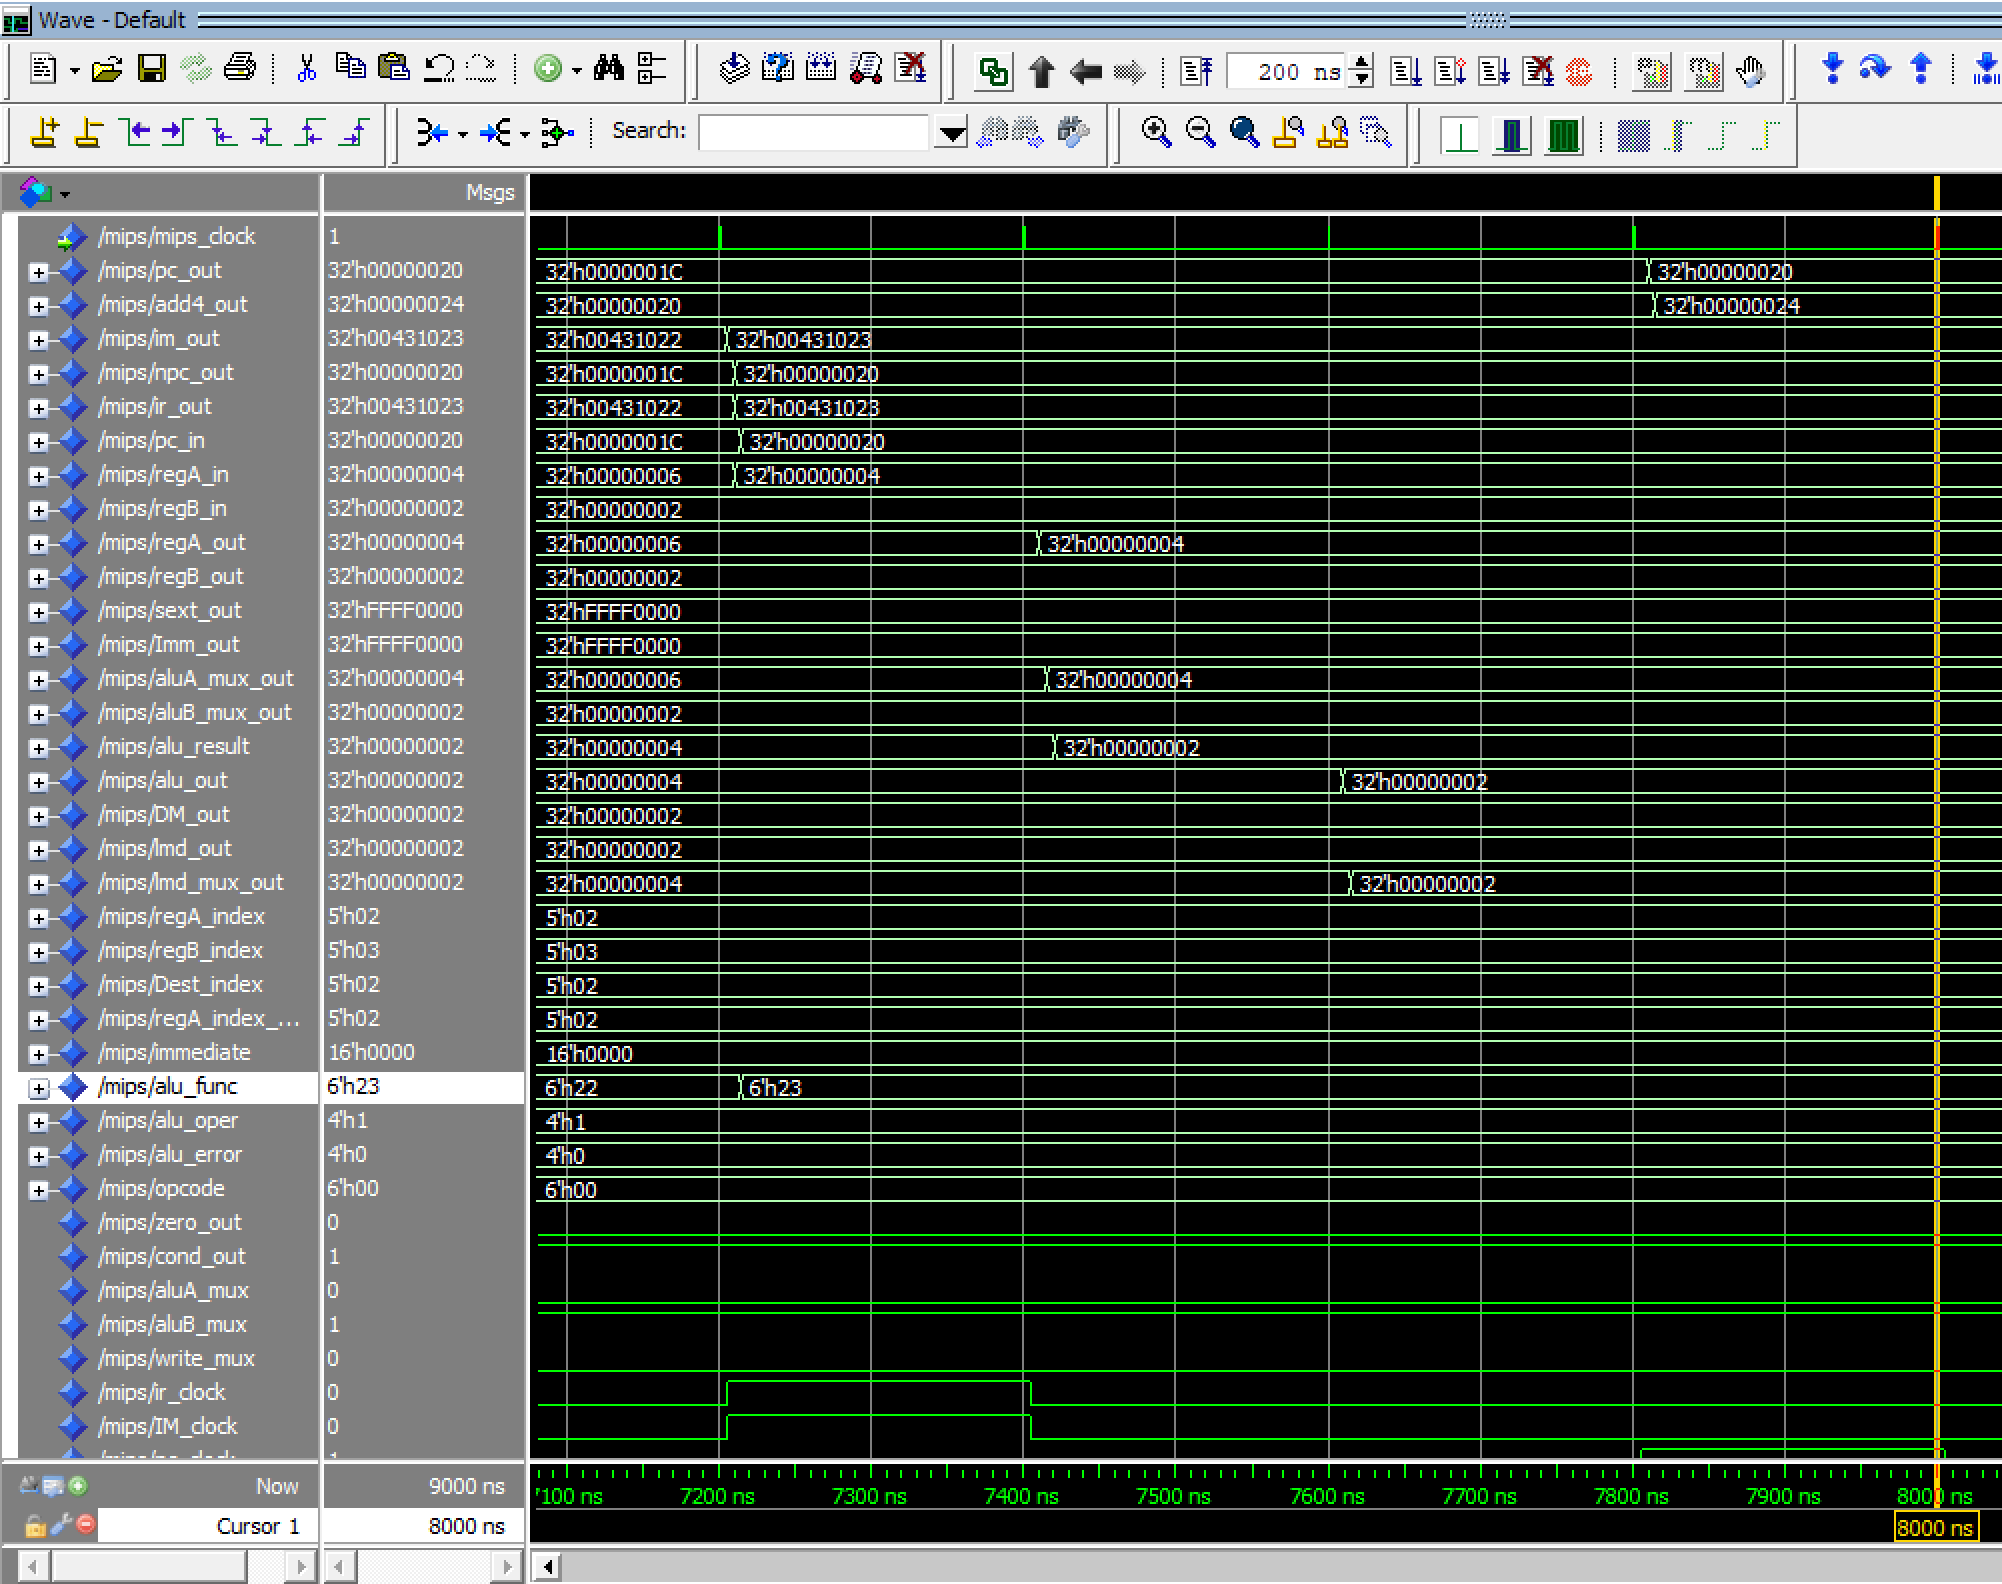 Wave - Default
200 ns
Search:
Msgs
/mips/mips_clock 1
/mips/pc_out 32'h00000020 32'h0000001C 32'h00000020
/mips/add4_out 32'h00000024 32'h00000020 32'h00000024
/mips/im_out 32'h00431023 32'h00431022 32'h00431023
/mips/npc_out 32'h00000020 32'h0000001C 32'h00000020
/mips/ir_out 32'h00431023 32'h00431022 32'h00431023
/mips/pc_in 32'h00000020 32'h0000001C 32'h00000020
/mips/regA_in 32'h00000004 32'h00000006 32'h00000004
/mips/regB_in 32'h00000002 32'h00000002
/mips/regA_out 32'h00000004 32'h00000006 32'h00000004
/mips/regB_out 32'h00000002 32'h00000002
/mips/sext_out 32'hFFFF0000 32'hFFFF0000
/mips/Imm_out 32'hFFFF0000 32'hFFFF0000
/mips/aluA_mux_out 32'h00000004 32'h00000006 32'h00000004
/mips/aluB_mux_out 32'h00000002 32'h00000002
/mips/alu_result 32'h00000002 32'h00000004 32'h00000002
/mips/alu_out 32'h00000002 32'h00000004 32'h00000002
/mips/DM_out 32'h00000002 32'h00000002
/mips/lmd_out 32'h00000002 32'h00000002
/mips/lmd_mux_out 32'h00000002 32'h00000004 32'h00000002
/mips/regA_index 5'h02 5'h02
/mips/regB_index 5'h03 5'h03
/mips/Dest_index 5'h02 5'h02
/mips/regA_index_... 5'h02 5'h02
/mips/immediate 16'h0000 16'h0000
/mips/alu_func 6'h23 6'h22 6'h23
/mips/alu_oper 4'h1 4'h1
/mips/alu_error 4'h0 4'h0
/mips/opcode 6'h00 6'h00
/mips/zero_out 0
/mips/cond_out 1
/mips/aluA_mux 0
/mips/aluB_mux 1
/mips/write_mux 0
/mips/ir_clock 0
/mips/IM_clock 0
Now 9000 ns
7100 ns 7200 ns 7300 ns 7400 ns 7500 ns 7600 ns 7700 ns 7800 ns 7900 ns 8000 ns
Cursor 1 8000 ns 8000 ns